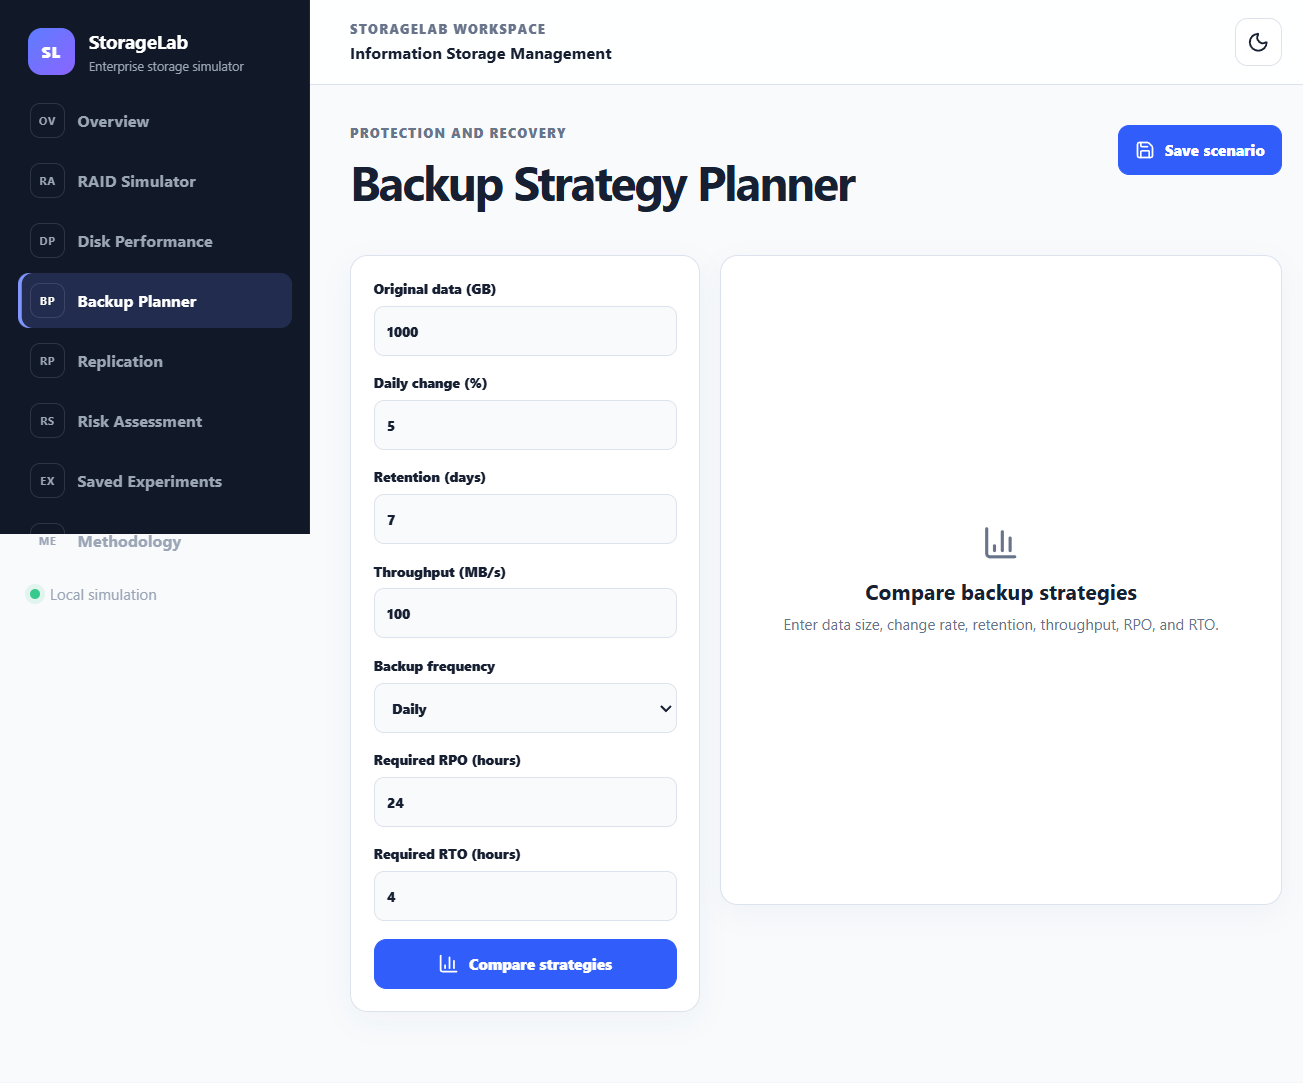 SL
StorageLab
Enterprise storage simulator
OV Overview
RA RAID Simulator
DP Disk Performance
BP Backup Planner
RP Replication
RS Risk Assessment
EX Saved Experiments
ME Methodology
Local simulation
STORAGELAB WORKSPACE
Information Storage Management
PROTECTION AND RECOVERY
Backup Strategy Planner
Save scenario
Original data (GB)
1000
Daily change (%)
5
Retention (days)
7
Throughput (MB/s)
100
Backup frequency
Daily
Required RPO (hours)
24
Required RTO (hours)
4
Compare strategies
Compare backup strategies
Enter data size, change rate, retention, throughput, RPO, and RTO.